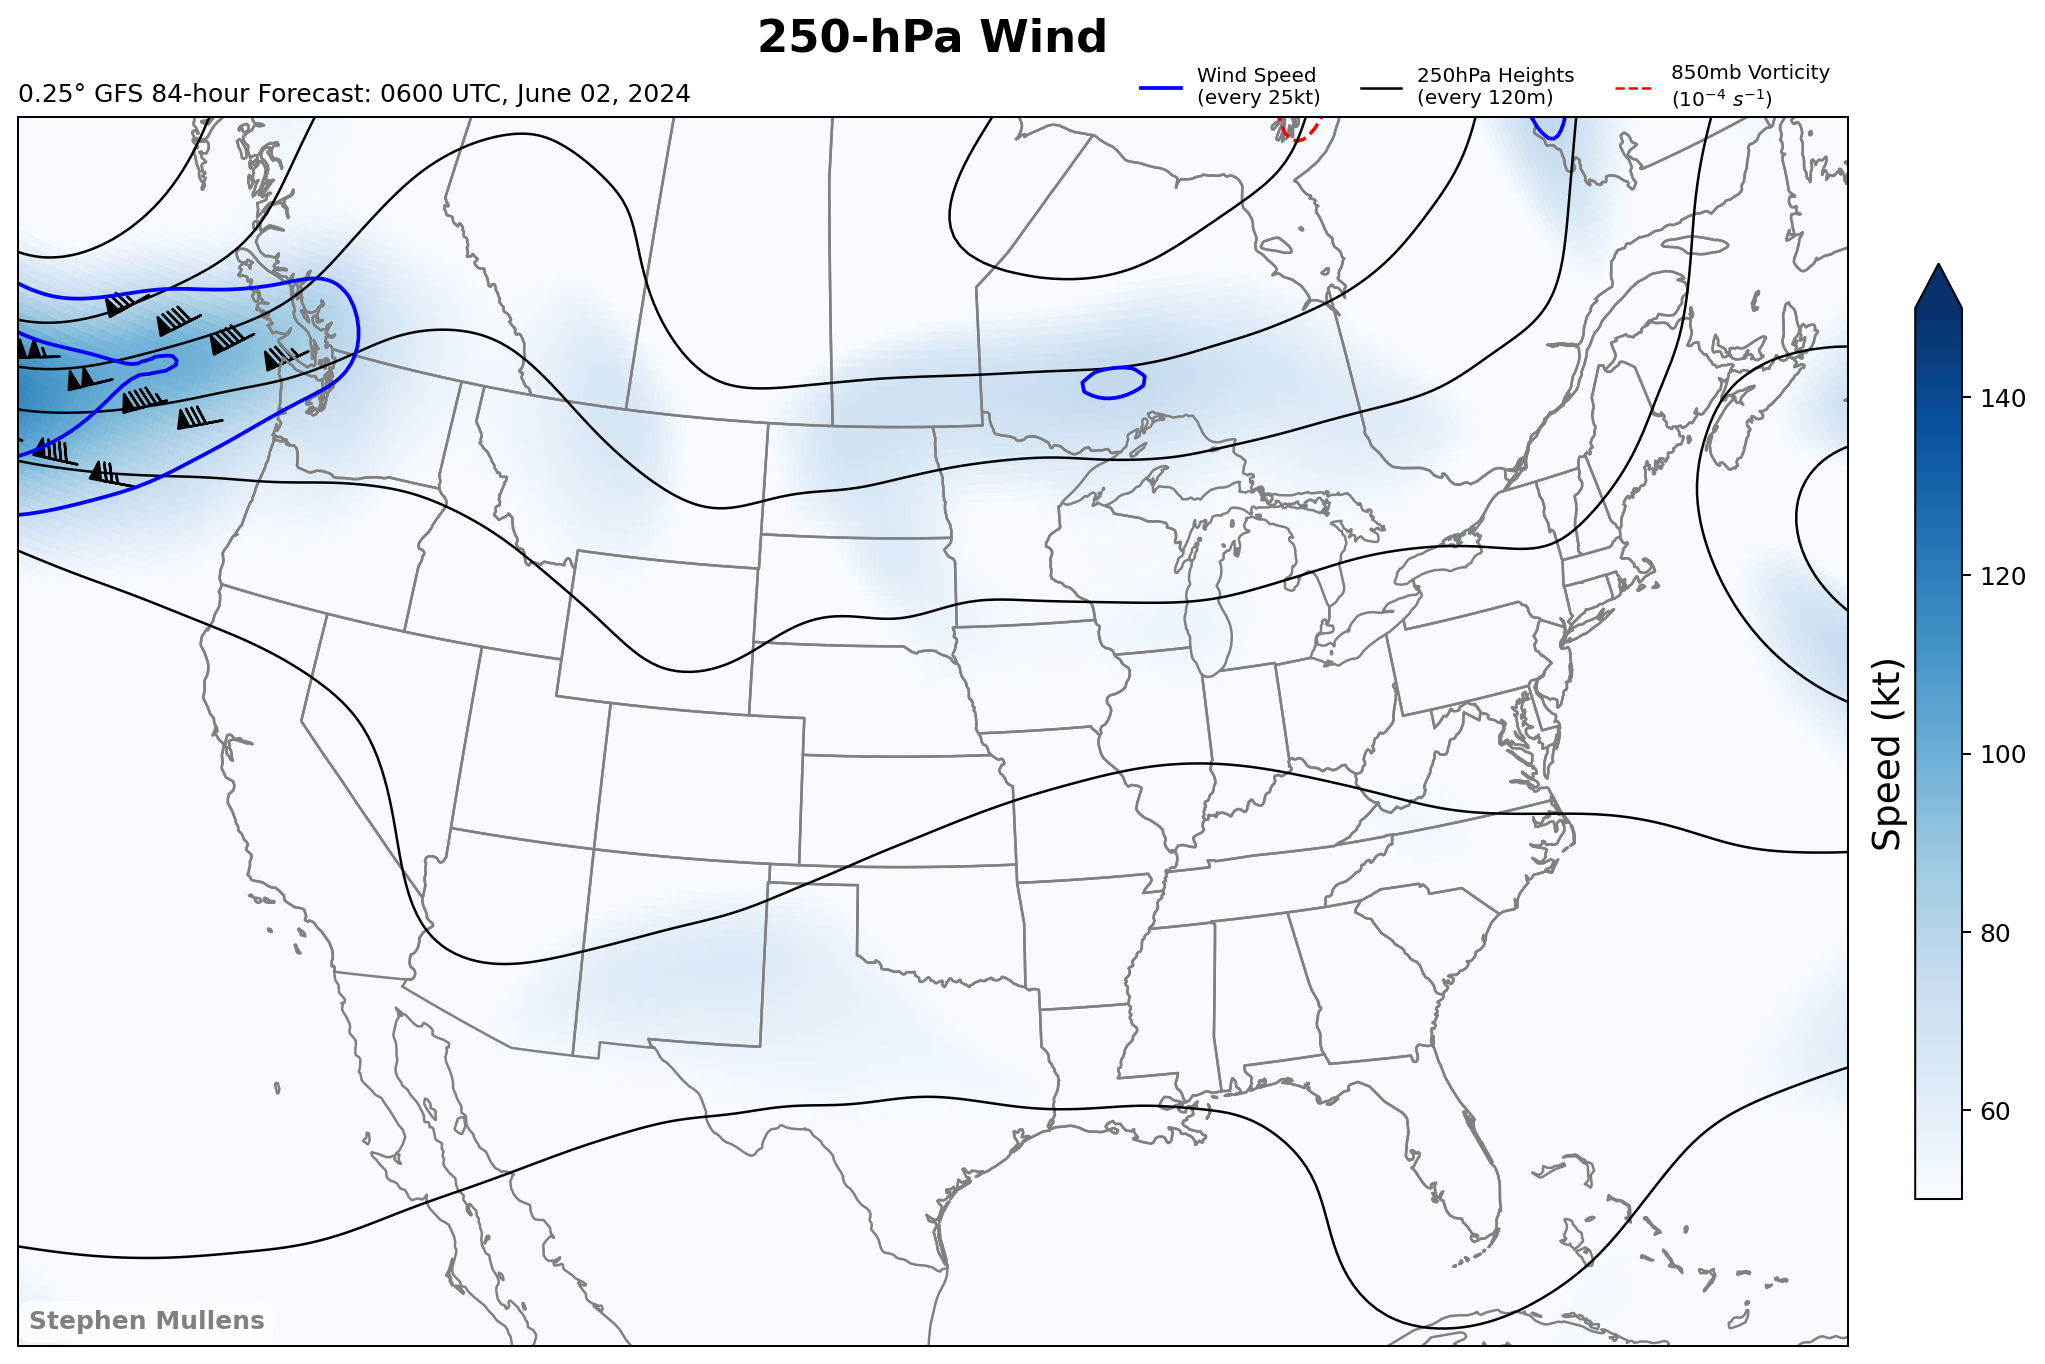 250-hPa Wind
0.25° GFS 84-hour Forecast: 0600 UTC, June 02, 2024
Wind Speed
(every 25kt)
250hPa Heights
(every 120m)
850mb Vorticity
(10⁻⁴ s⁻¹)
140
120
100
80
60
Speed (kt)
Stephen Mullens